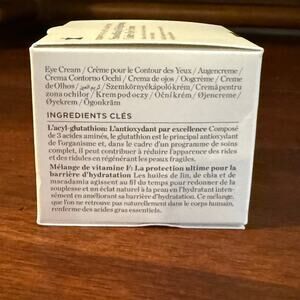 Eye Cream / Crème pour le Contour des Yeux / Augencreme /
Crema Contorno Occhi / Crema de ojos / Oogcrème / Creme
de Olhos / كريم العين / Szemkörnyékápoló krém / Cremă pentru
zona ochilor / Krem pod oczy / Oční krém / Øjencreme /
Øyekrem / Ögonkräm
INGRÉDIENTS CLÉS
L'acyl-glutathion: L'antioxydant par excellence Composé
de 3 acides aminés, le glutathion est le principal antioxydant
de l'organisme et, dans le cadre d'un programme de soins
complet, il peut contribuer à réduire l'apparence des rides
et des ridules en régénérant les peaux fragiles.
Mélange de vitamine F: La protection ultime pour la
barrière d'hydratation Les huiles de lin, de chia et de
macadamia agissent au fil du temps pour redonner de la
souplesse et un éclat naturel à la peau en l'hydratant intensément
en améliorant sa barrière d'hydratation. Ce mélange,
que l'on ne retrouve pas naturellement dans le corps humain,
renferme des acides gras essentiels.